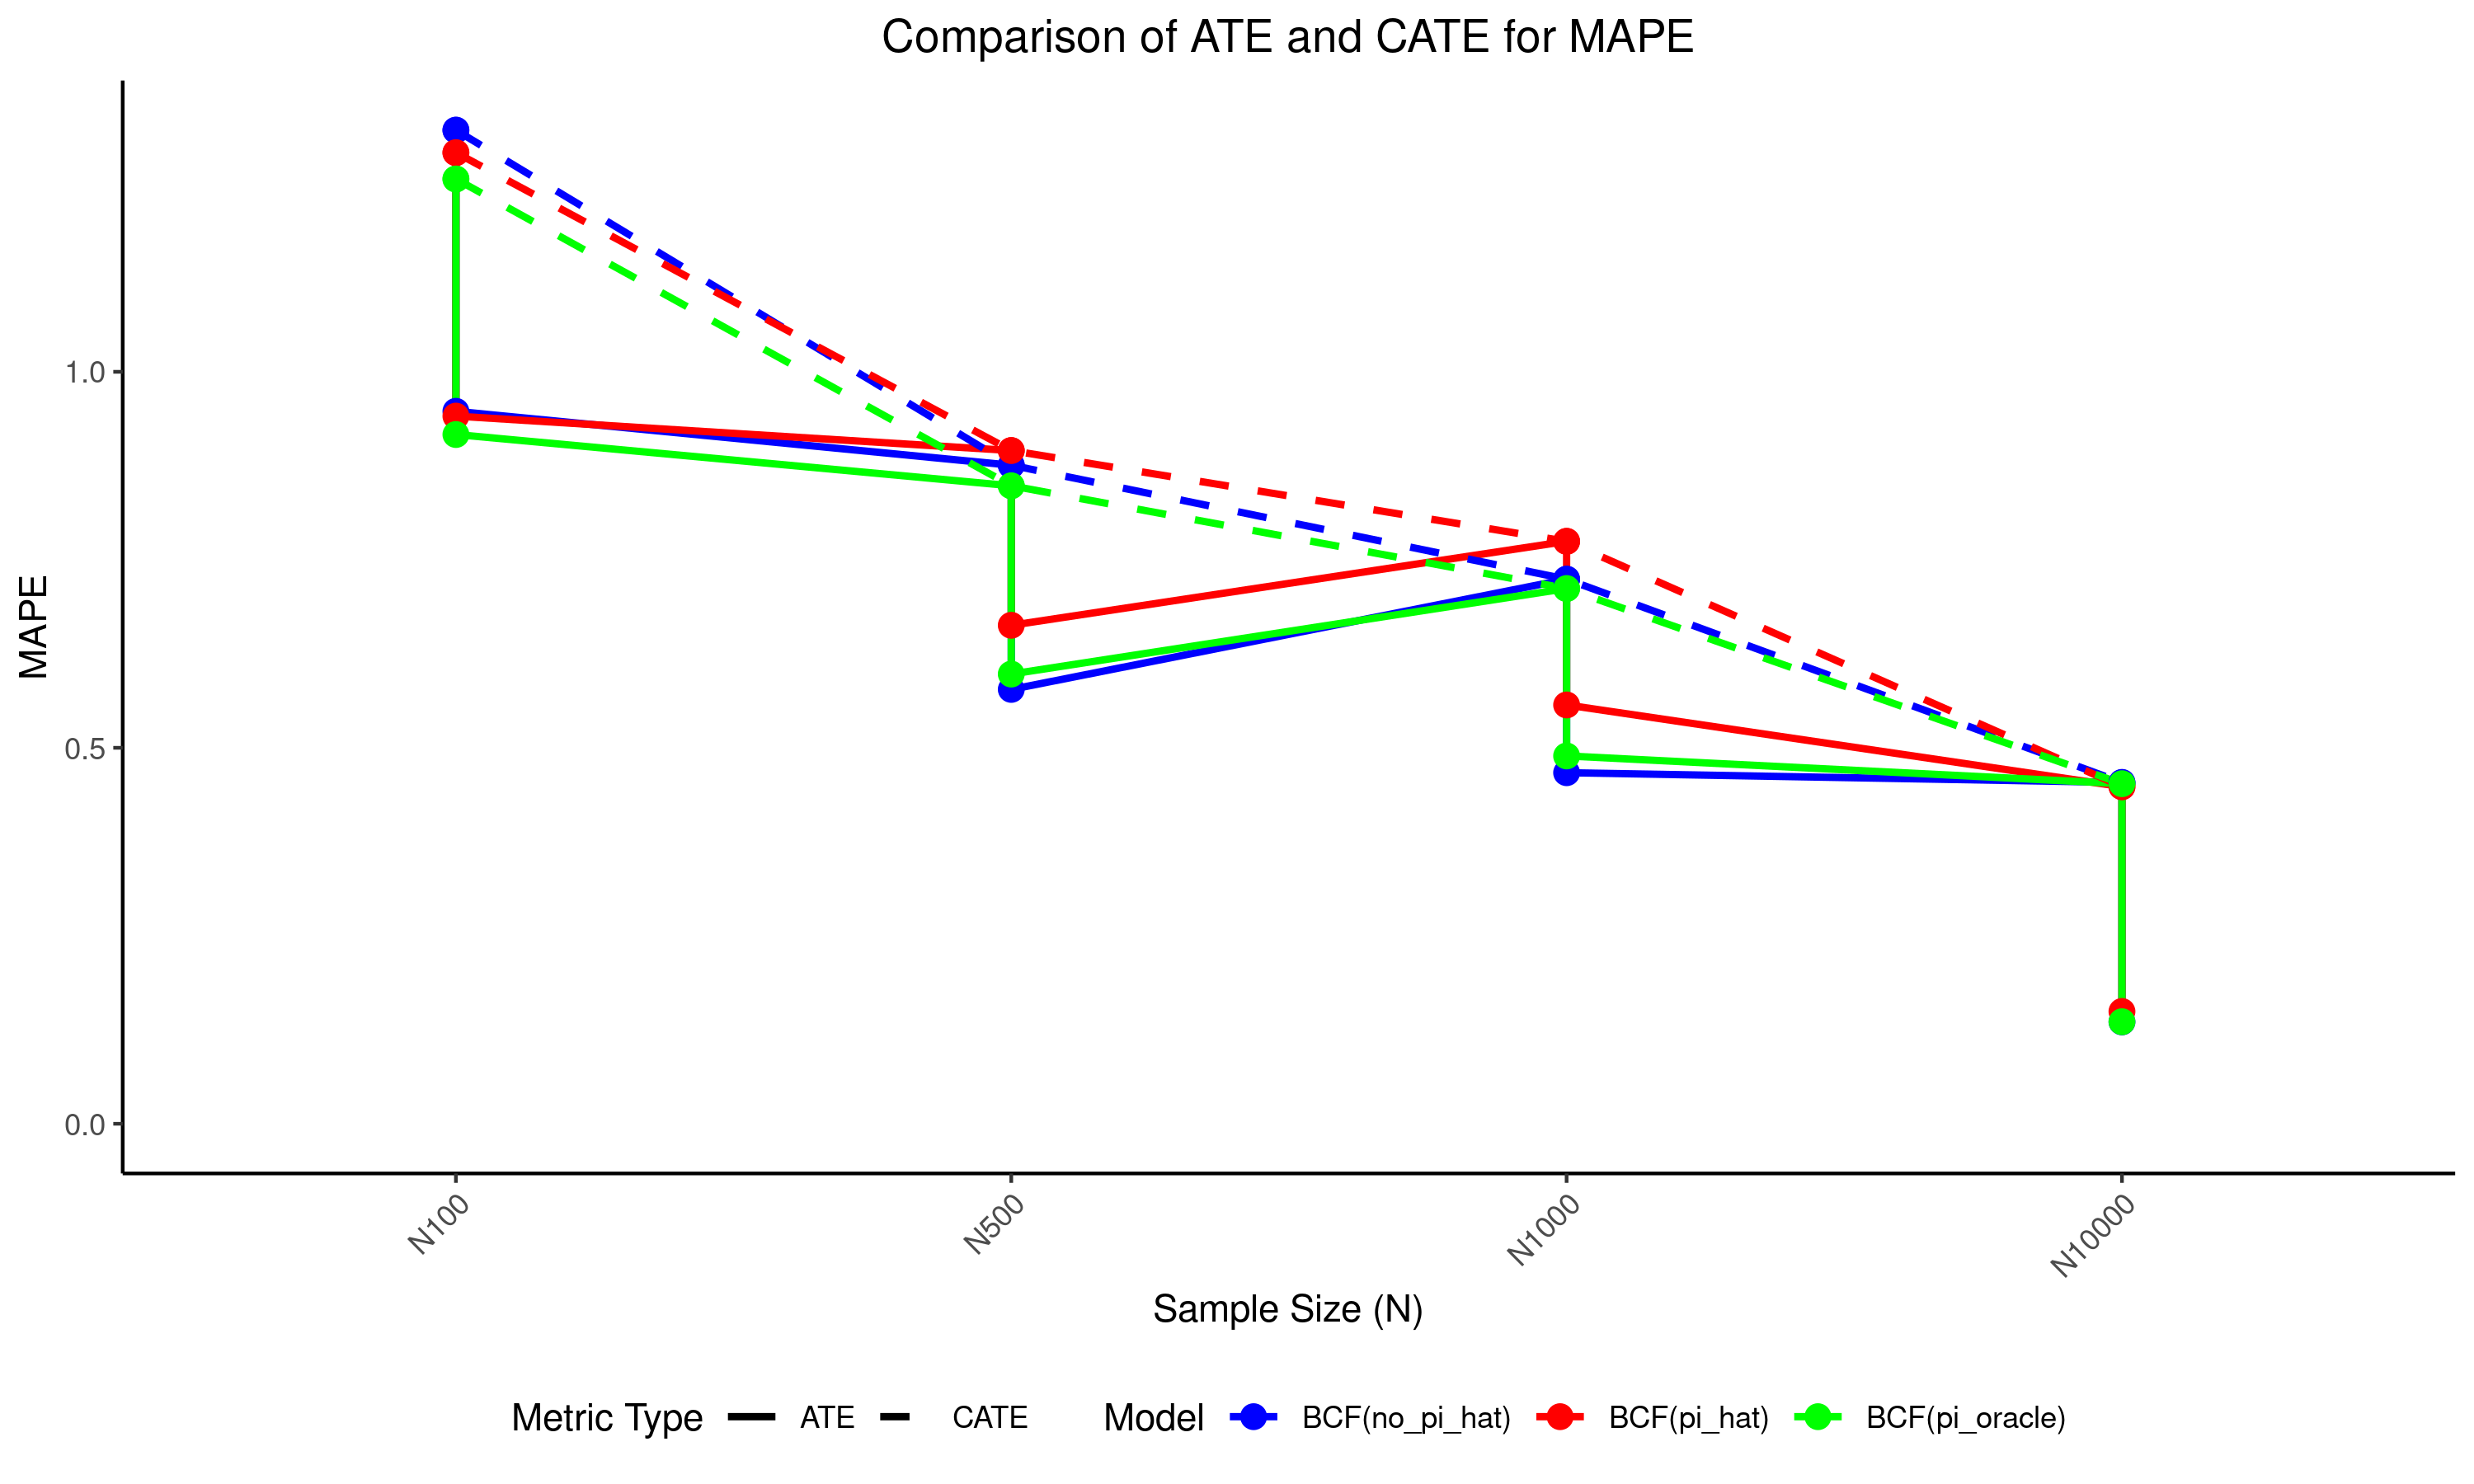 Comparison of ATE and CATE for MAPE
MAPE
1.0
0.5
0.0
N100
N500
N1000
N10000
Sample Size (N)
Metric Type ATE CATE Model BCF(no_pi_hat) BCF(pi_hat) BCF(pi_oracle)